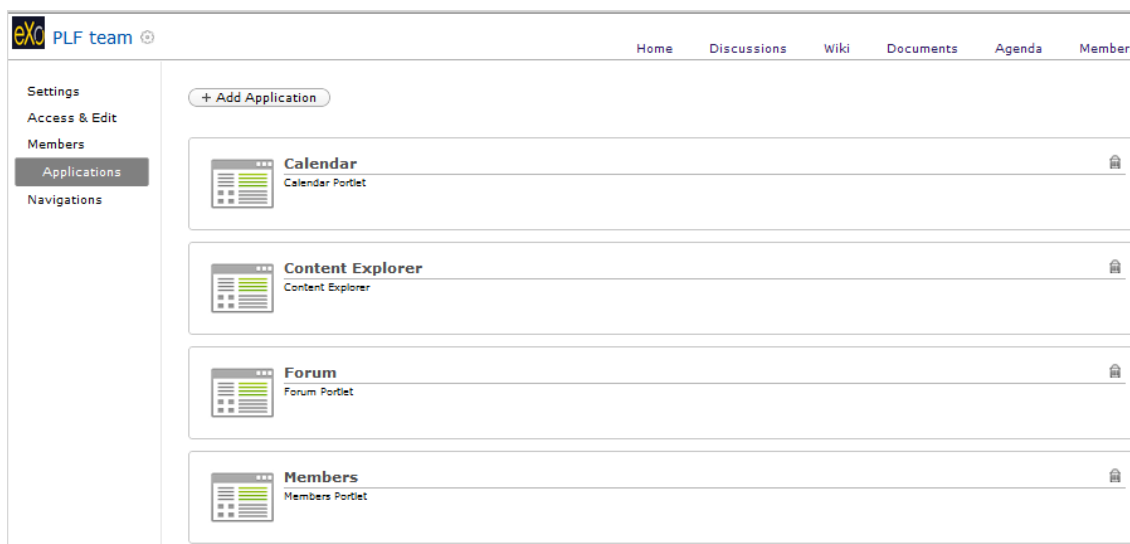 eXo PLF team
Home Discussions Wiki Documents Agenda Member
Settings
Access & Edit
Members
Applications
Navigations
+ Add Application
Calendar
Calendar Portlet
Content Explorer
Content Explorer
Forum
Forum Portlet
Members
Members Portlet